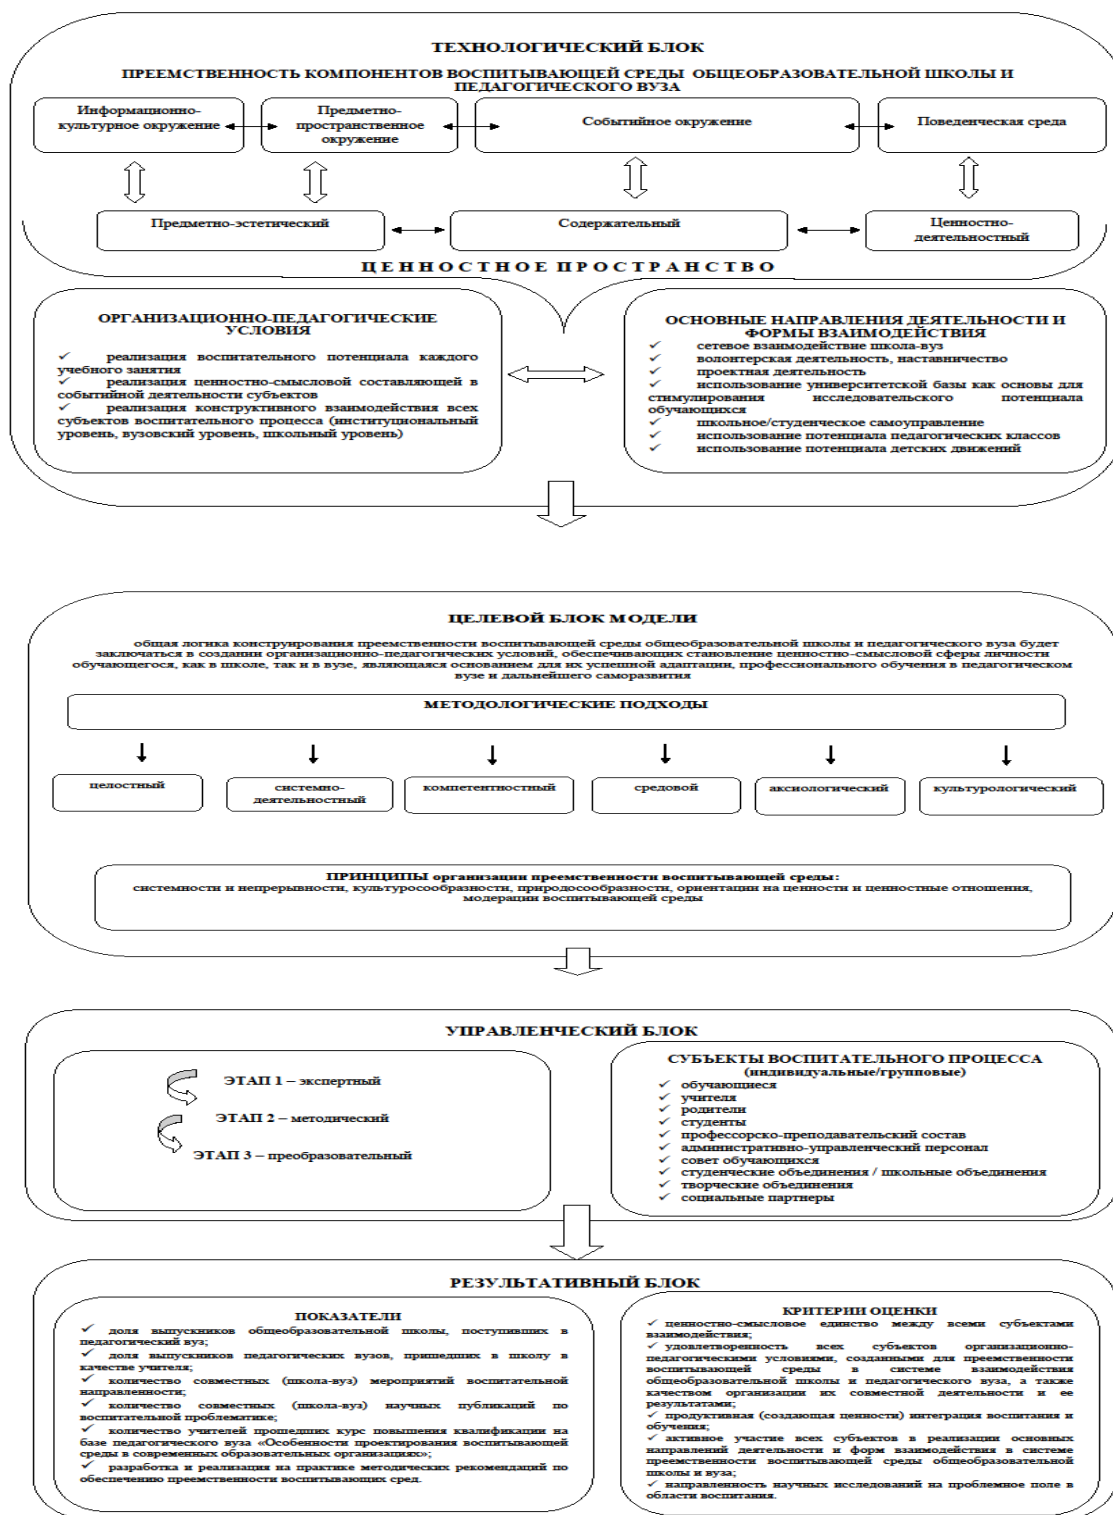 ТЕХНОЛОГИЧЕСКИЙ БЛОК
ПРЕЕМСТВЕННОСТЬ КОМПОНЕНТОВ ВОСПИТЫВАЮЩЕЙ СРЕДЫ ОБЩЕОБРАЗОВАТЕЛЬНОЙ ШКОЛЫ И
ПЕДАГОГИЧЕСКОГО ВУЗА
Информационно-
культурное окружение
Предметно-
пространственное
окружение
Событийное окружение
Поведенческая среда
Предметно-эстетический
Содержательный
Ценностно-
деятельностный
Ц Е Н Н О С Т Н О Е П Р О С Т Р А Н С Т В О
ОРГАНИЗАЦИОННО-ПЕДАГОГИЧЕСКИЕ
УСЛОВИЯ
✓ реализация воспитательного потенциала каждого
учебного занятия
✓ реализация ценностно-смысловой составляющей в
событийной деятельности субъектов
✓ реализация конструктивного взаимодействия всех
субъектов воспитательного процесса (институциональный
уровень, вузовский уровень, школьный уровень)
ОСНОВНЫЕ НАПРАВЛЕНИЯ ДЕЯТЕЛЬНОСТИ И
ФОРМЫ ВЗАИМОДЕЙСТВИЯ
✓ сетевое взаимодействие школа-вуз
✓ волонтерская деятельность, наставничество
✓ проектная деятельность
✓ использование университетской базы как основы для
стимулирования исследовательского потенциала
обучающихся
✓ школьное/студенческое самоуправление
✓ использование потенциала педагогических классов
✓ использование потенциала детских движений
ЦЕЛЕВОЙ БЛОК МОДЕЛИ
общая логика конструирования преемственности воспитывающей среды общеобразовательной школы и педагогического вуза будет
заключаться в создании организационно-педагогических условий, обеспечивающих становление ценностно-смысловой сферы личности
обучающегося, как в школе, так и в вузе, являющаяся основанием для их успешной адаптации, профессионального обучения в педагогическом
вузе и дальнейшего саморазвития
МЕТОДОЛОГИЧЕСКИЕ ПОДХОДЫ
целостный
системно-
деятельностный
компетентностный
средовой
аксиологический
культурологический
ПРИНЦИПЫ организации преемственности воспитывающей среды:
системности и непрерывности, культуросообразности, природосообразности, ориентации на ценности и ценностные отношения,
модерации воспитывающей среды
УПРАВЛЕНЧЕСКИЙ БЛОК
ЭТАП 1 – экспертный
ЭТАП 2 – методический
ЭТАП 3 – преобразовательный
СУБЪЕКТЫ ВОСПИТАТЕЛЬНОГО ПРОЦЕССА
(индивидуальные/групповые)
✓ обучающиеся
✓ учителя
✓ родители
✓ студенты
✓ профессорско-преподавательский состав
✓ административно-управленческий персонал
✓ совет обучающихся
✓ студенческие объединения / школьные объединения
✓ творческие объединения
✓ социальные партнеры
РЕЗУЛЬТАТИВНЫЙ БЛОК
ПОКАЗАТЕЛИ
✓ доля выпускников общеобразовательной школы, поступивших в
педагогический вуз;
✓ доля выпускников педагогических вузов, пришедших в школу в
качестве учителя;
✓ количество совместных (школа-вуз) мероприятий воспитательной
направленности;
✓ количество совместных (школа-вуз) научных публикаций по
воспитательной проблематике;
✓ количество учителей прошедших курс повышения квалификации на
базе педагогического вуза «Особенности проектирования воспитывающей
среды в современных образовательных организациях»;
✓ разработка и реализация на практике методических рекомендаций по
обеспечению преемственности воспитывающих сред.
КРИТЕРИИ ОЦЕНКИ
✓ ценностно-смысловое единство между всеми субъектами
взаимодействия;
✓ удовлетворенность всех субъектов организационно-
педагогическими условиями, созданными для преемственности
воспитывающей среды системе взаимодействия
общеобразовательной школы и педагогического вуза, а также
качеством организации их совместной деятельности и ее
результатами;
✓ продуктивная (создающая ценности) интеграция воспитания и
обучения;
✓ активное участие всех субъектов в реализации основных
направлений деятельности и форм взаимодействия в системе
преемственности воспитывающей среды общеобразовательной
школы и вуза;
✓ направленность научных исследований на проблемное поле в
области воспитания.